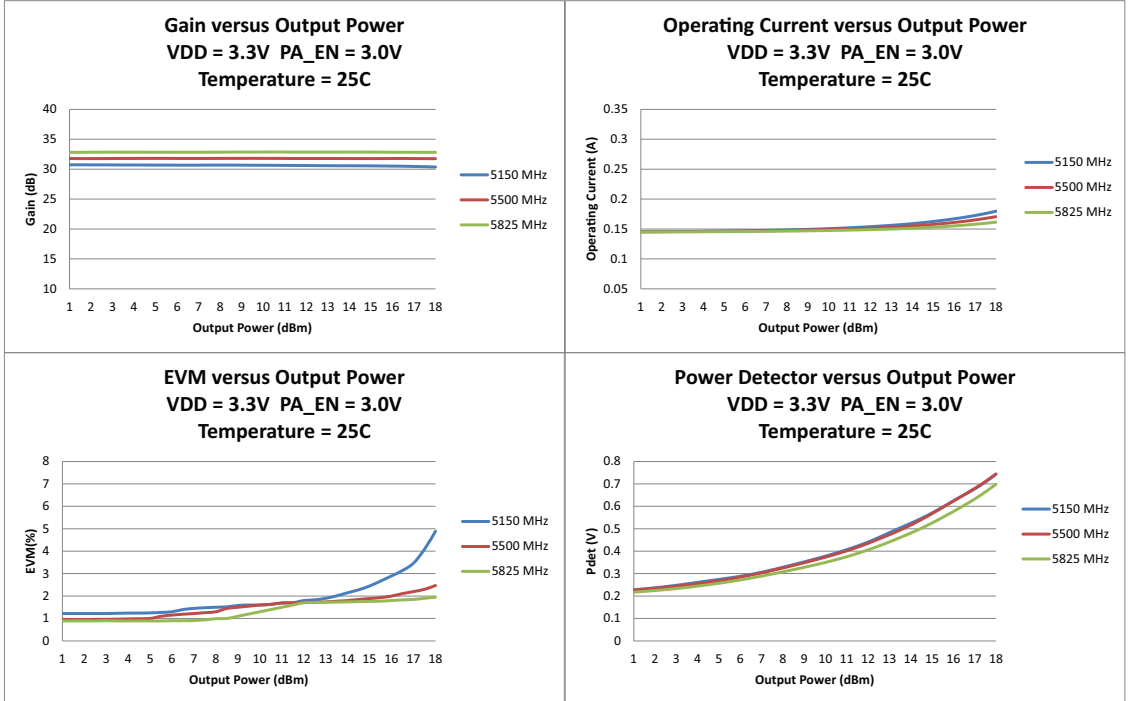 Gain versus Output Power
VDD = 3.3V PA_EN = 3.0V
Temperature = 25C
40
35
30
25
20
15
10
Gain (dB)
1 2 3 4 5 6 7 8 9 10 11 12 13 14 15 16 17 18
Output Power (dBm)
5150 MHz
5500 MHz
5825 MHz
Operating Current versus Output Power
VDD = 3.3V PA_EN = 3.0V
Temperature = 25C
0.35
0.3
0.25
0.2
0.15
0.1
0.05
Operating Current (A)
1 2 3 4 5 6 7 8 9 10 11 12 13 14 15 16 17 18
Output Power (dBm)
5150 MHz
5500 MHz
5825 MHz
EVM versus Output Power
VDD = 3.3V PA_EN = 3.0V
Temperature = 25C
8
7
6
5
4
3
2
1
0
EVM(%)
1 2 3 4 5 6 7 8 9 10 11 12 13 14 15 16 17 18
Output Power (dBm)
5150 MHz
5500 MHz
5825 MHz
Power Detector versus Output Power
VDD = 3.3V PA_EN = 3.0V
Temperature = 25C
0.8
0.7
0.6
0.5
0.4
0.3
0.2
0.1
0
Pdet (V)
1 2 3 4 5 6 7 8 9 10 11 12 13 14 15 16 17 18
Output Power (dBm)
5150 MHz
5500 MHz
5825 MHz